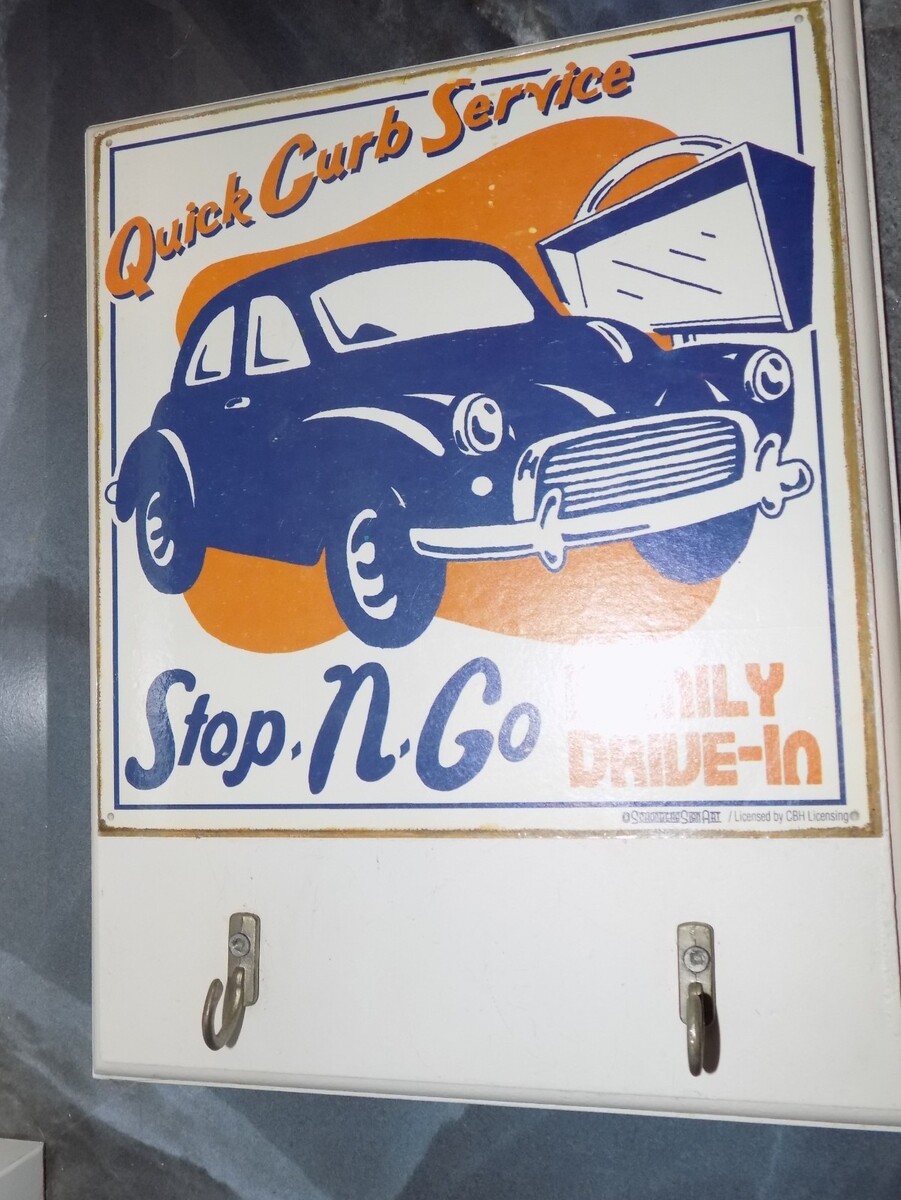 Quick Curb Service
Stop.N.Go
DRIVE-In
/ Licensed by CBH Licensing